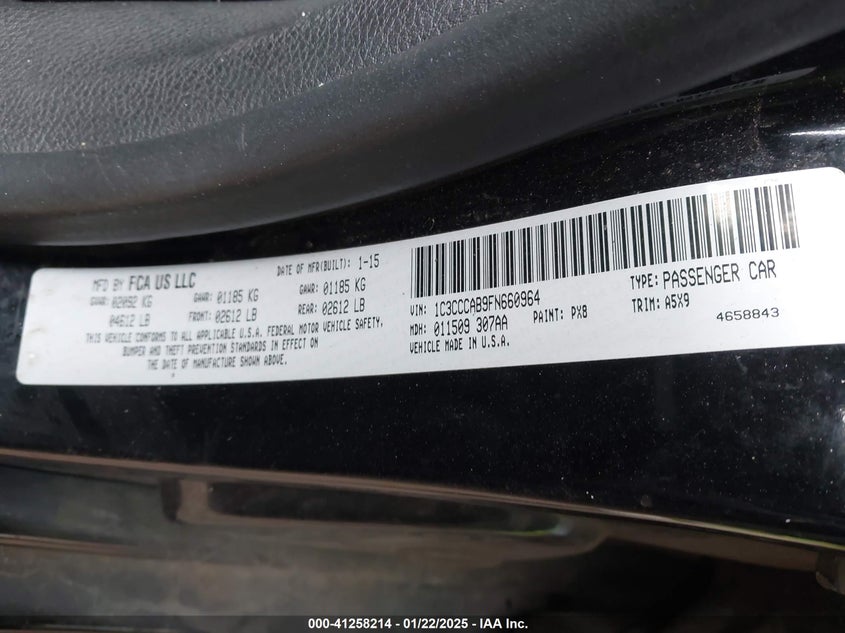 MFD BY FCA US LLC
DATE OF MFR(BUILT): 1-15
GVWR: 02092 KG GAWR: 01185 KG GAWR: 01185 KG
04612 LB FRONT: 02612 LB REAR: 02612 LB
THIS VEHICLE CONFORMS TO ALL APPLICABLE U.S.A. FEDERAL MOTOR VEHICLE SAFETY,
BUMPER AND THEFT PREVENTION STANDARDS IN EFFECT ON
THE DATE OF MANUFACTURE SHOWN ABOVE.
VIN: 1C3CCCAB9FN660964 TYPE: PASSENGER CAR
MDH: 011509 307AA PAINT: PX8 TRIM: A5X9
VEHICLE MADE IN U.S.A. 4658843
000-41258214 - 01/22/2025 - IAA Inc.